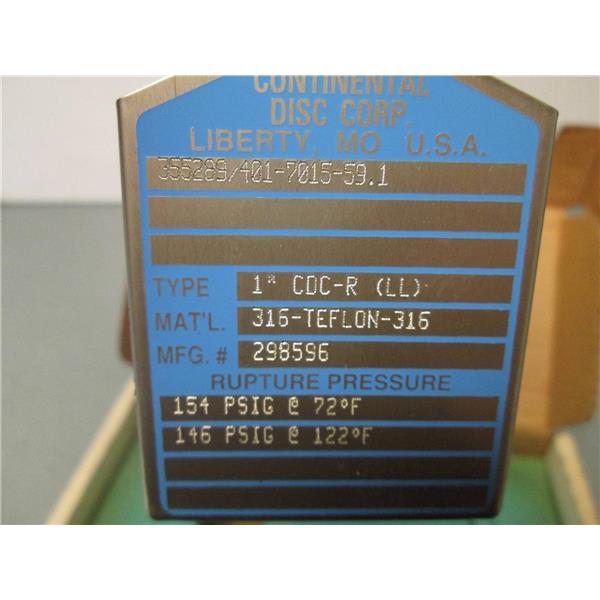 CONTINENTAL
DISC CORP.
LIBERTY, MO U.S.A.
355289/401-7015-59.1
TYPE 1" CDC-R (LL)
MAT'L. 316-TEFLON-316
MFG. # 298596
RUPTURE PRESSURE
154 PSIG @ 72°F
146 PSIG @ 122°F